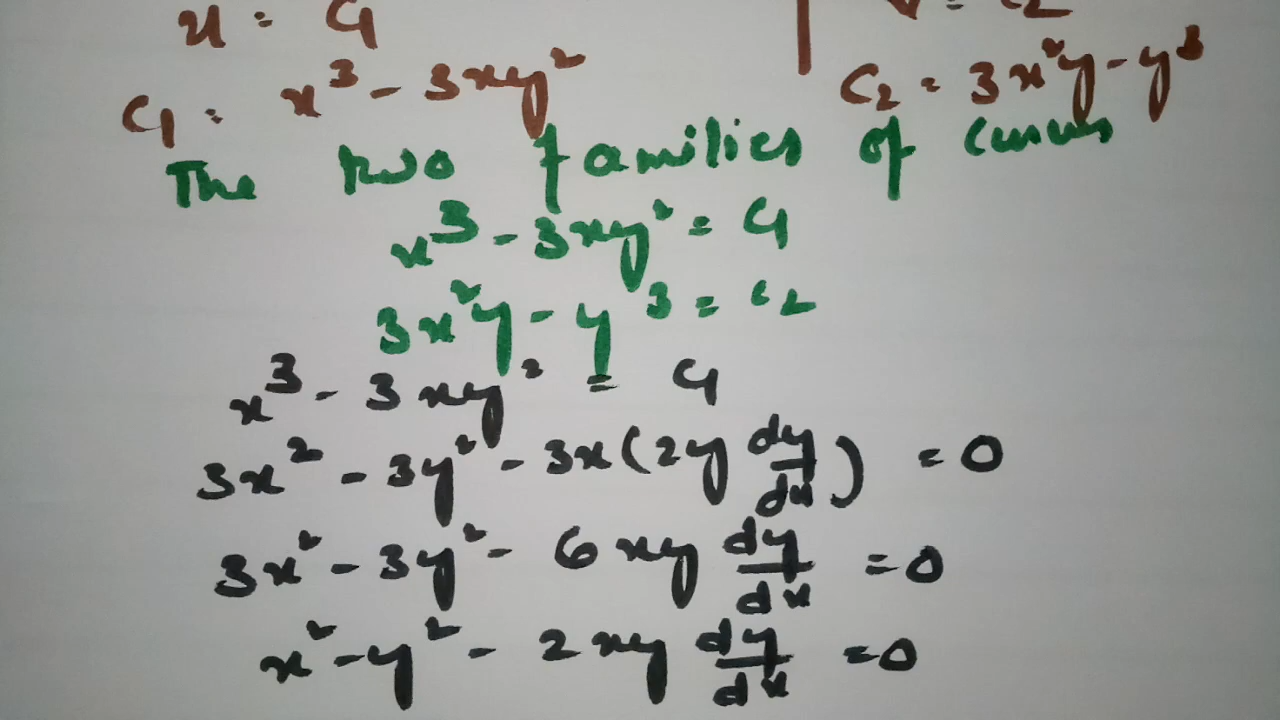 u = C₁
v = C₂
C₁ = x³ - 3xy²
C₂ = 3x²y - y³
The two families of curves
x³ - 3xy² = C₁
3x²y - y³ = C₂
x³ - 3xy² = C₁
3x² - 3y² - 3x(2y dy/dx) = 0
3x² - 3y² - 6xy dy/dx = 0
x² - y² - 2xy dy/dx = 0